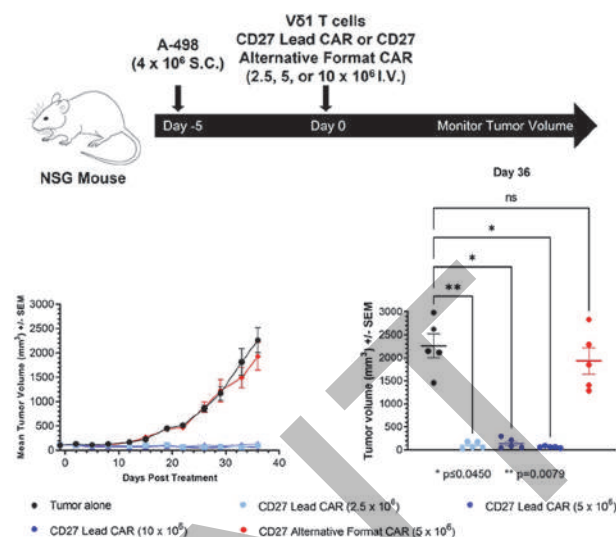 A-498
(4 x 10⁶ S.C.)
Vδ1 T cells
CD27 Lead CAR or CD27
Alternative Format CAR
(2.5, 5, or 10 x 10⁶ I.V.)
Day -5
Day 0
Monitor Tumor Volume
NSG Mouse
Day 36
ns
*
*
**
Mean Tumor Volume (mm³) +/- SEM
3000
2500
2000
1500
1000
500
0
0
10
20
30
40
Days Post Treatment
Tumor volume (mm³) +/- SEM
3000
2500
2000
1500
1000
500
0
* p≤0.0450 ** p=0.0079
Tumor alone
CD27 Lead CAR (2.5 x 10⁶)
CD27 Lead CAR (5 x 10⁶)
CD27 Lead CAR (10 x 10⁶)
CD27 Alternative Format CAR (5 x 10⁶)